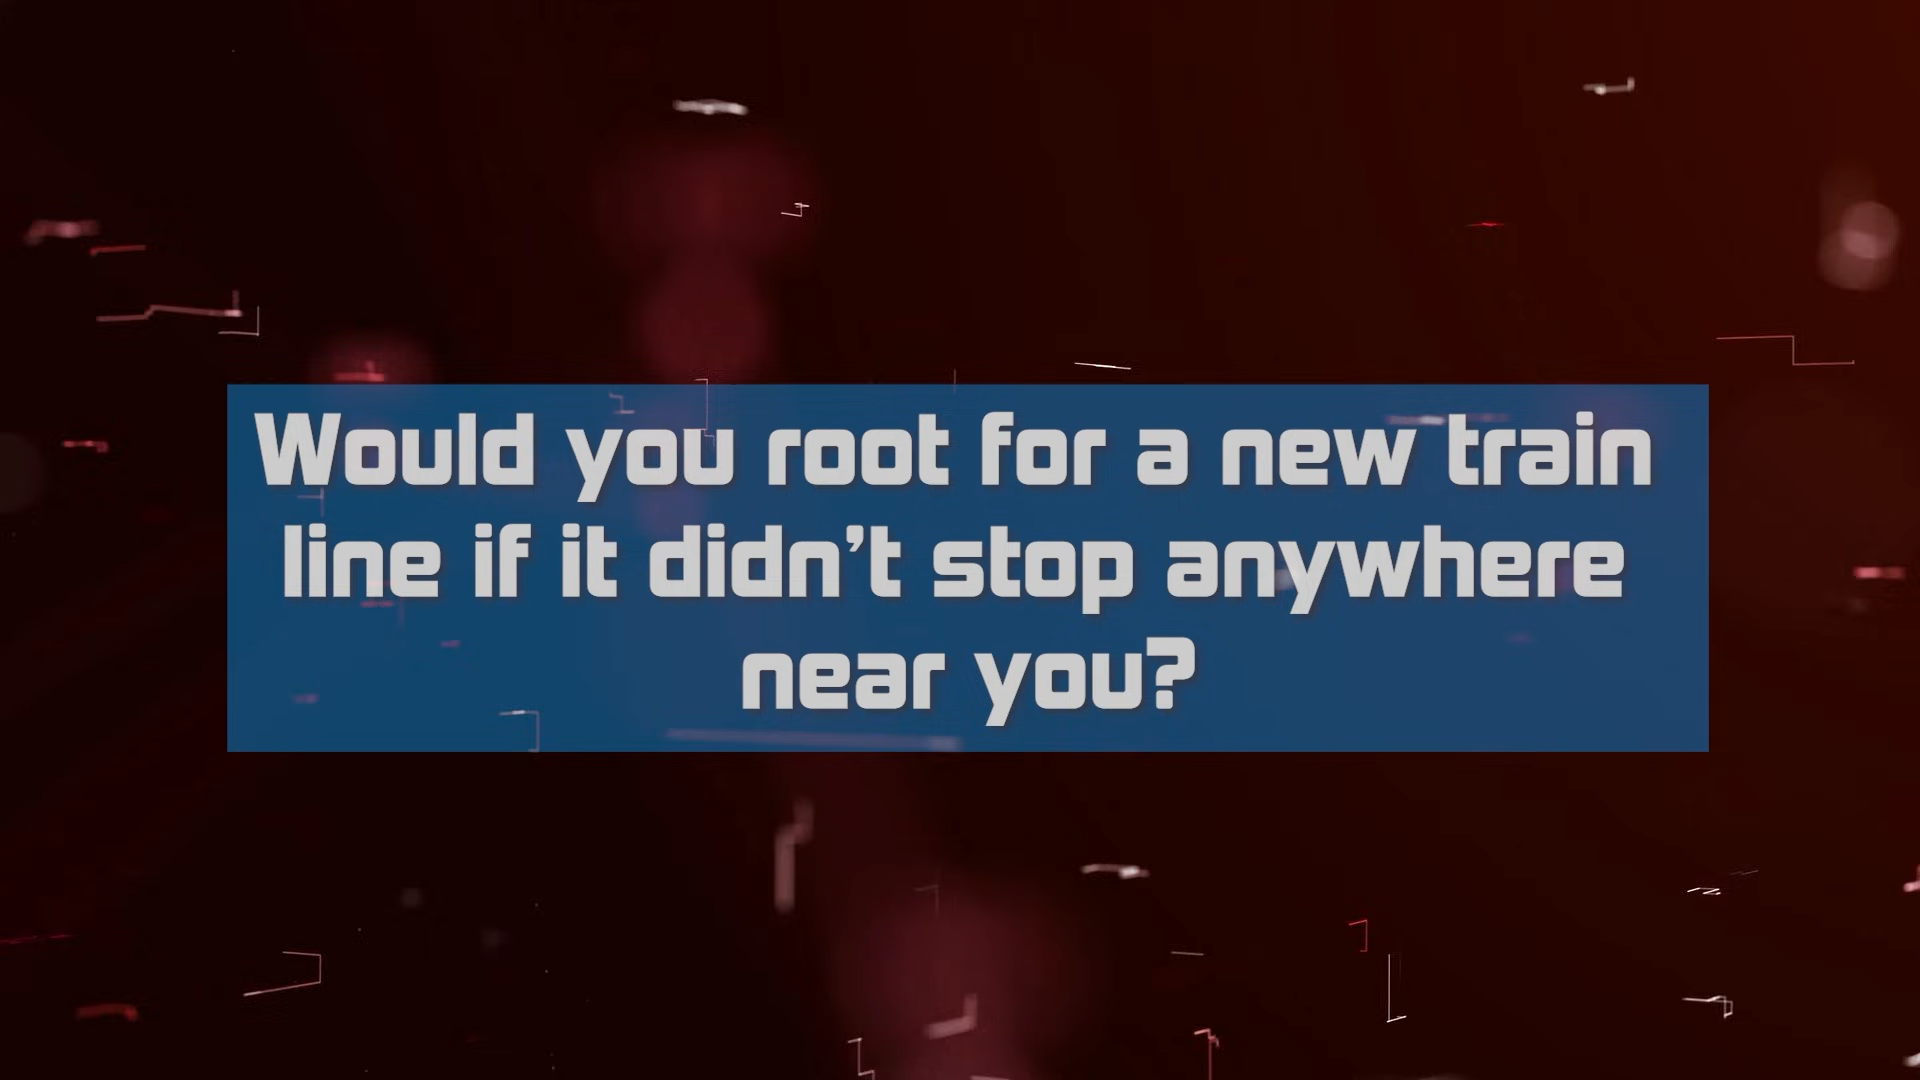 Would you root for a new train
line if it didn’t stop anywhere
near you?